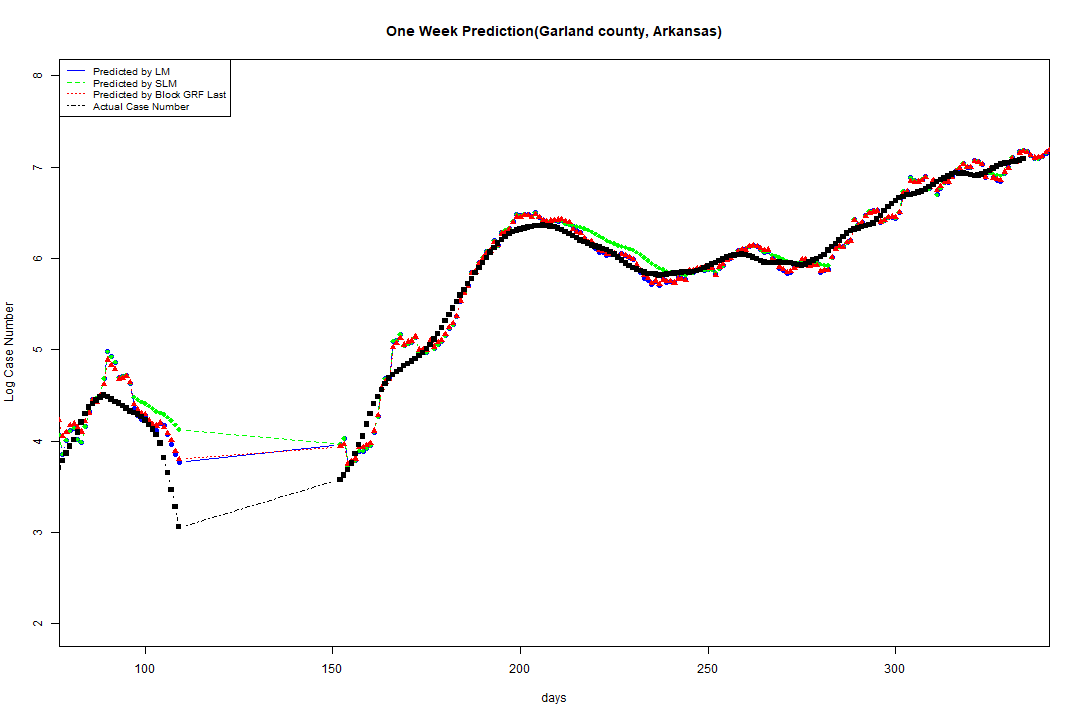 One Week Prediction(Garland county, Arkansas)
Predicted by LM
Predicted by SLM
Predicted by Block GRF Last
Actual Case Number
8
7
6
5
4
3
2
Log Case Number
100 150 200 250 300
days